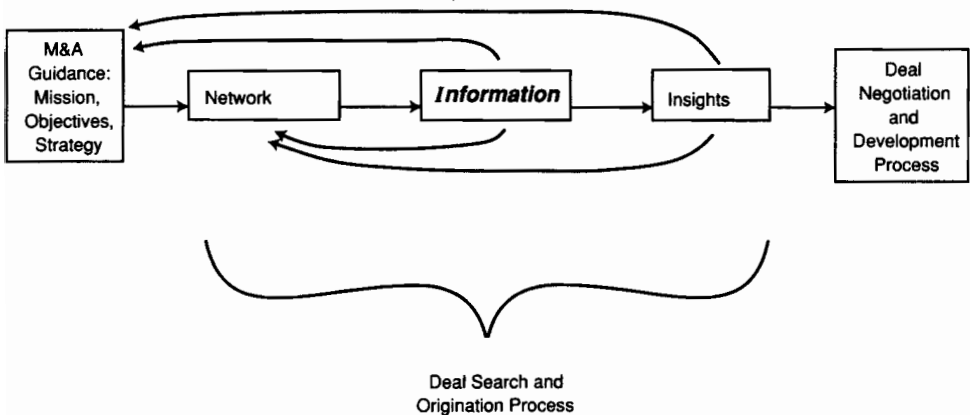 M&A
Guidance:
Mission,
Objectives,
Strategy
Network
Information
Insights
Deal
Negotiation
and
Development
Process
Deal Search and
Origination Process